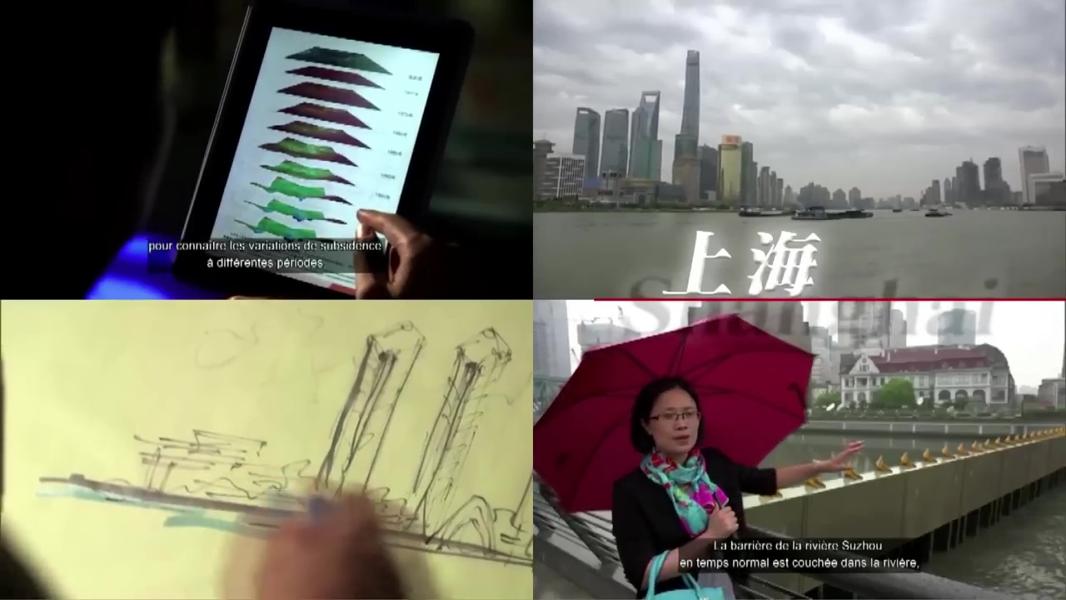 pour connaître les variations de subsidence
à différentes périodes
上海
Shanghai
La barrière de la rivière Suzhou
en temps normal est couchée dans la rivière,